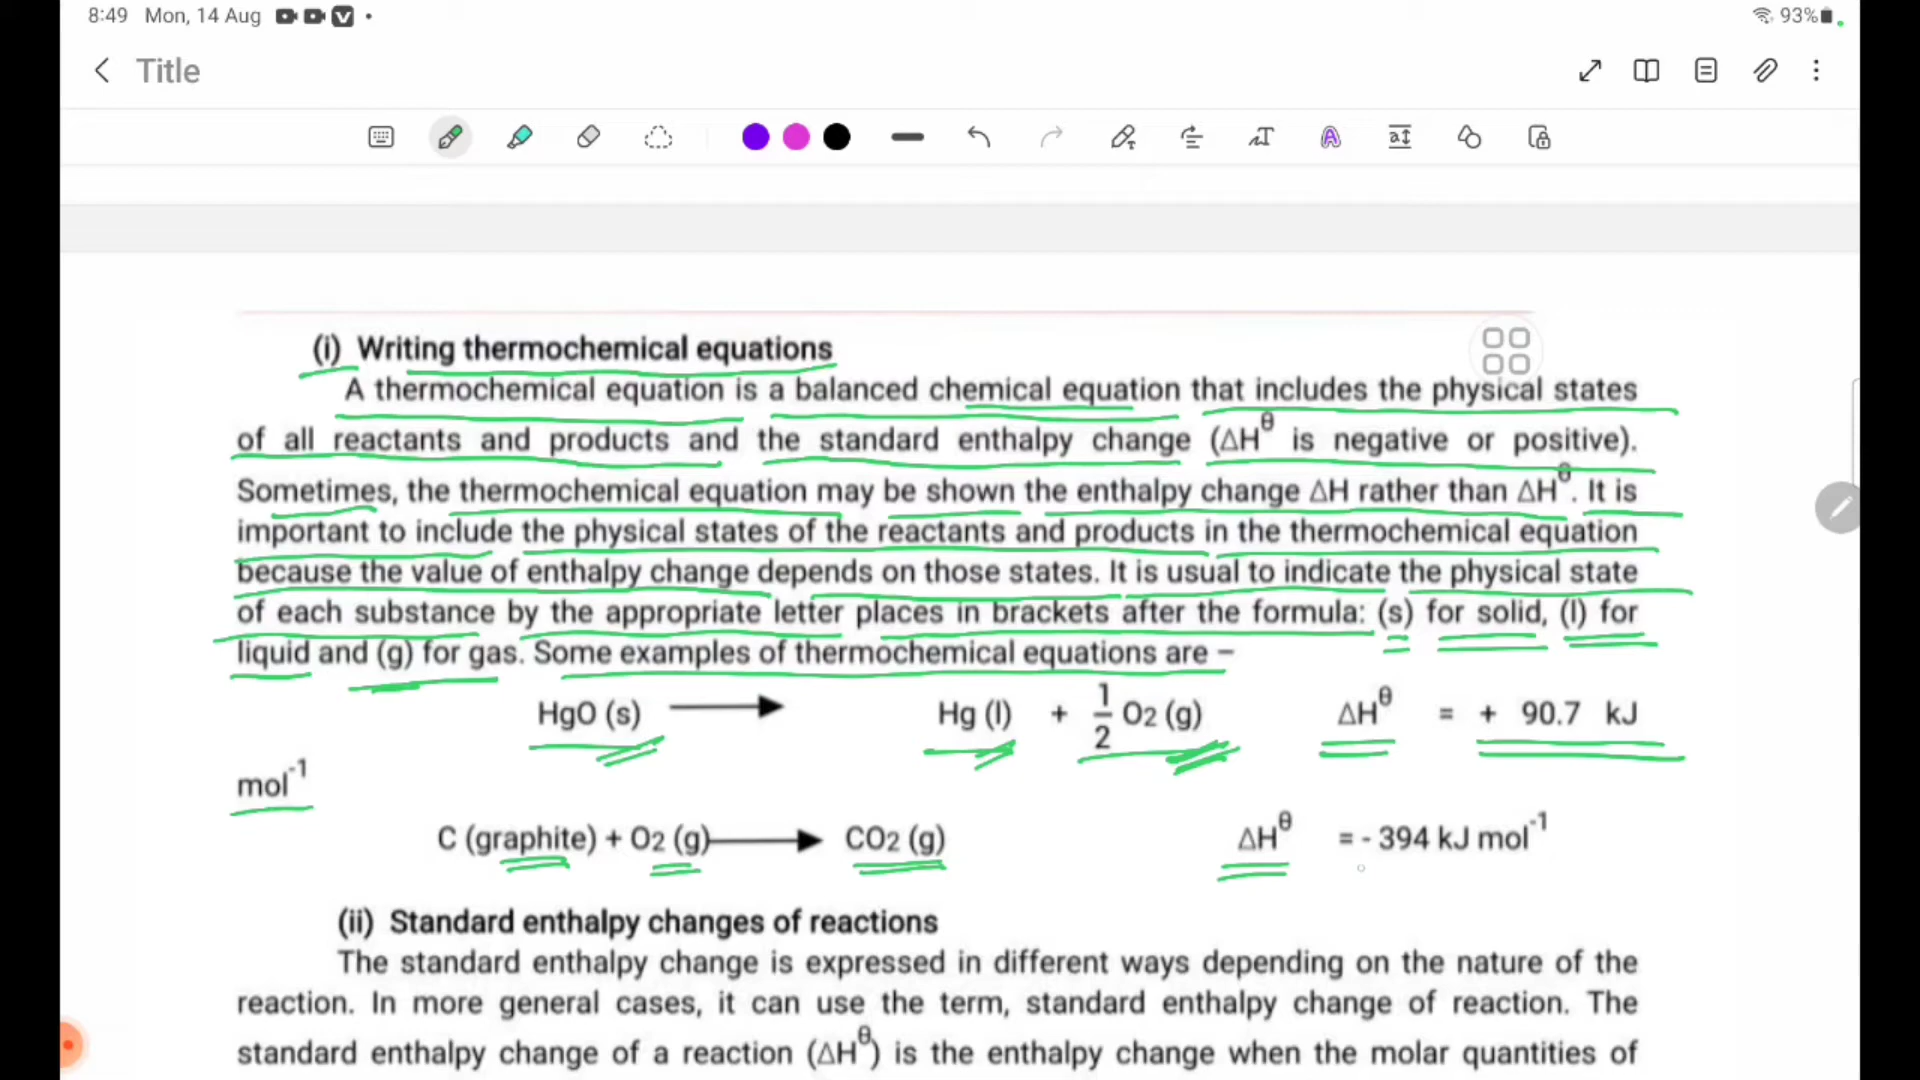 8:49 Mon, 14 Aug
93%
Title
(i) Writing thermochemical equations
A thermochemical equation is a balanced chemical equation that includes the physical states
of all reactants and products and the standard enthalpy change (ΔH^θ is negative or positive).
Sometimes, the thermochemical equation may be shown the enthalpy change ΔH rather than ΔH^θ. It is
important to include the physical states of the reactants and products in the thermochemical equation
because the value of enthalpy change depends on those states. It is usual to indicate the physical state
of each substance by the appropriate letter places in brackets after the formula: (s) for solid, (l) for
liquid and (g) for gas. Some examples of thermochemical equations are –
HgO (s) ⟶ Hg (l) + 1/2 O2 (g) ΔH^θ = + 90.7 kJ
mol^-1
C (graphite) + O2 (g) ⟶ CO2 (g) ΔH^θ = - 394 kJ mol^-1
(ii) Standard enthalpy changes of reactions
The standard enthalpy change is expressed in different ways depending on the nature of the
reaction. In more general cases, it can use the term, standard enthalpy change of reaction. The
standard enthalpy change of a reaction (ΔH^θ) is the enthalpy change when the molar quantities of